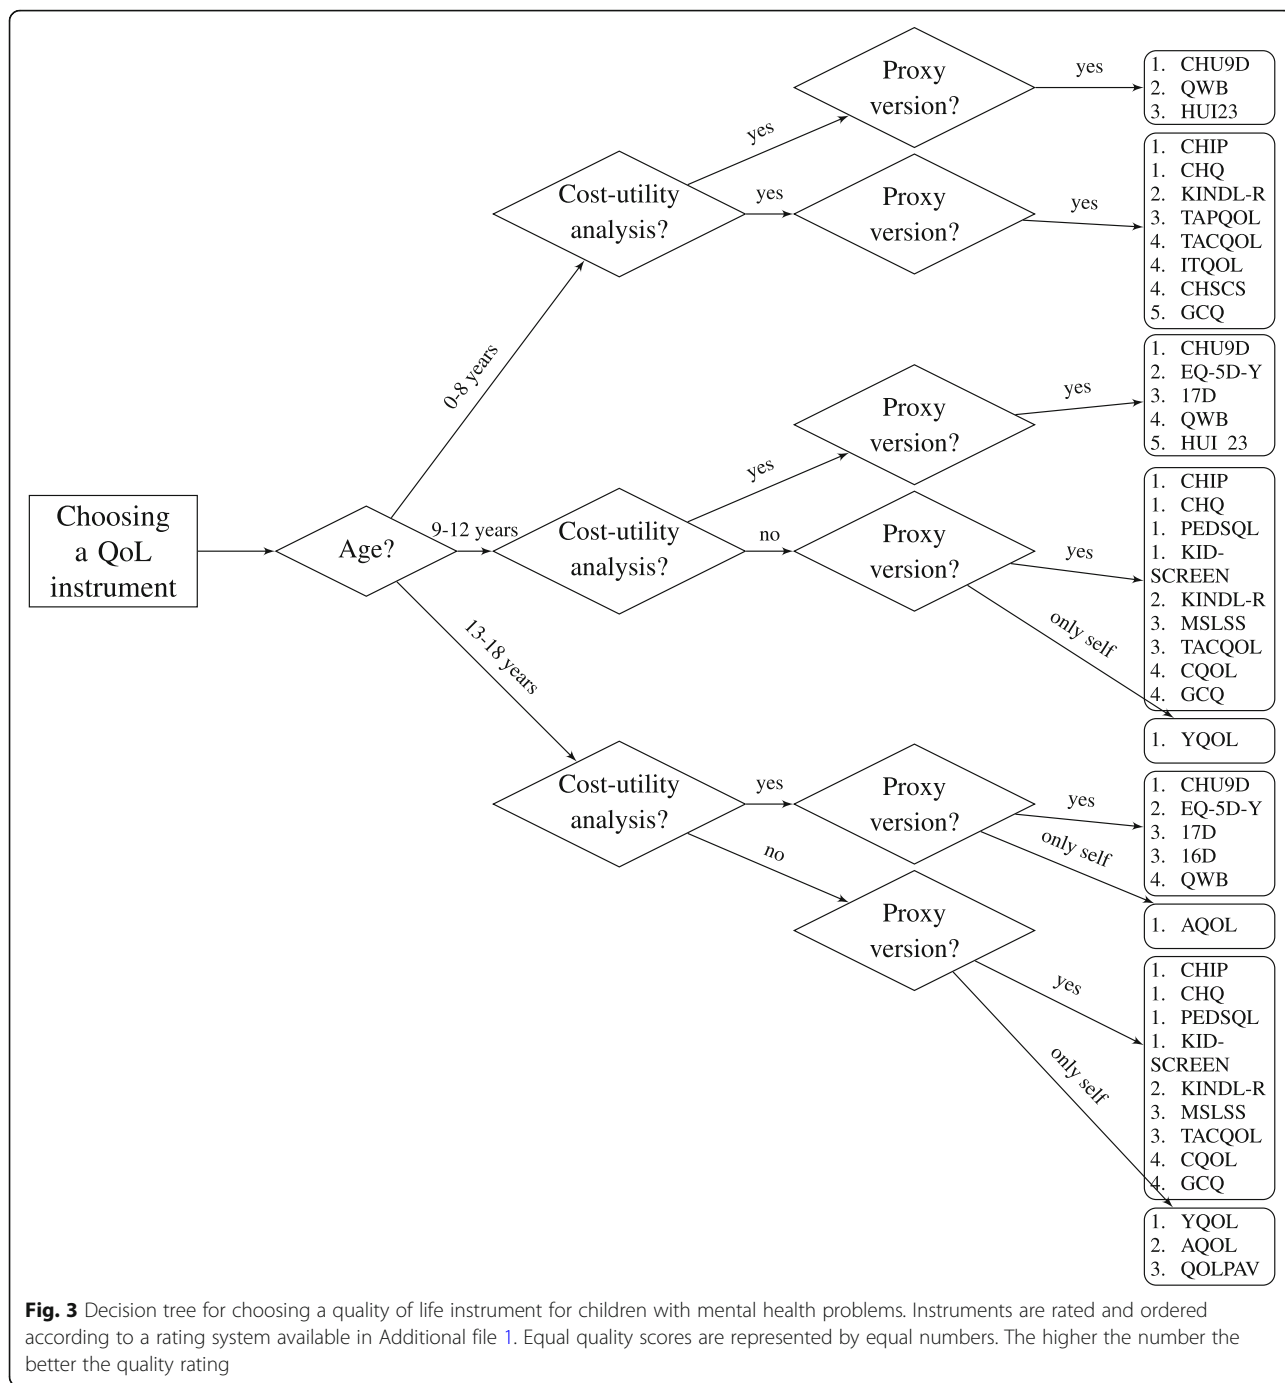 Choosing
a QoL
instrument
Age?
0-8 years
9-12 years
13-18 years
Cost-utility
analysis?
yes
yes
Proxy
version?
yes
1. CHU9D
2. QWB
3. HUI23
Proxy
version?
yes
1. CHIP
1. CHQ
2. KINDL-R
3. TAPQOL
4. TACQOL
4. ITQOL
4. CHSCS
5. GCQ
Cost-utility
analysis?
yes
no
Proxy
version?
yes
1. CHU9D
2. EQ-5D-Y
3. 17D
4. QWB
5. HUI 23
Proxy
version?
yes
only self
1. CHIP
1. CHQ
1. PEDSQL
1. KID-
SCREEN
2. KINDL-R
3. MSLSS
3. TACQOL
4. CQOL
4. GCQ
1. YQOL
Cost-utility
analysis?
yes
no
Proxy
version?
yes
only self
1. CHU9D
2. EQ-5D-Y
3. 17D
3. 16D
4. QWB
1. AQOL
Proxy
version?
yes
only self
1. CHIP
1. CHQ
1. PEDSQL
1. KID-
SCREEN
2. KINDL-R
3. MSLSS
3. TACQOL
4. CQOL
4. GCQ
1. YQOL
2. AQOL
3. QOLPAV
Fig. 3 Decision tree for choosing a quality of life instrument for children with mental health problems. Instruments are rated and ordered
according to a rating system available in Additional file 1. Equal quality scores are represented by equal numbers. The higher the number the
better the quality rating